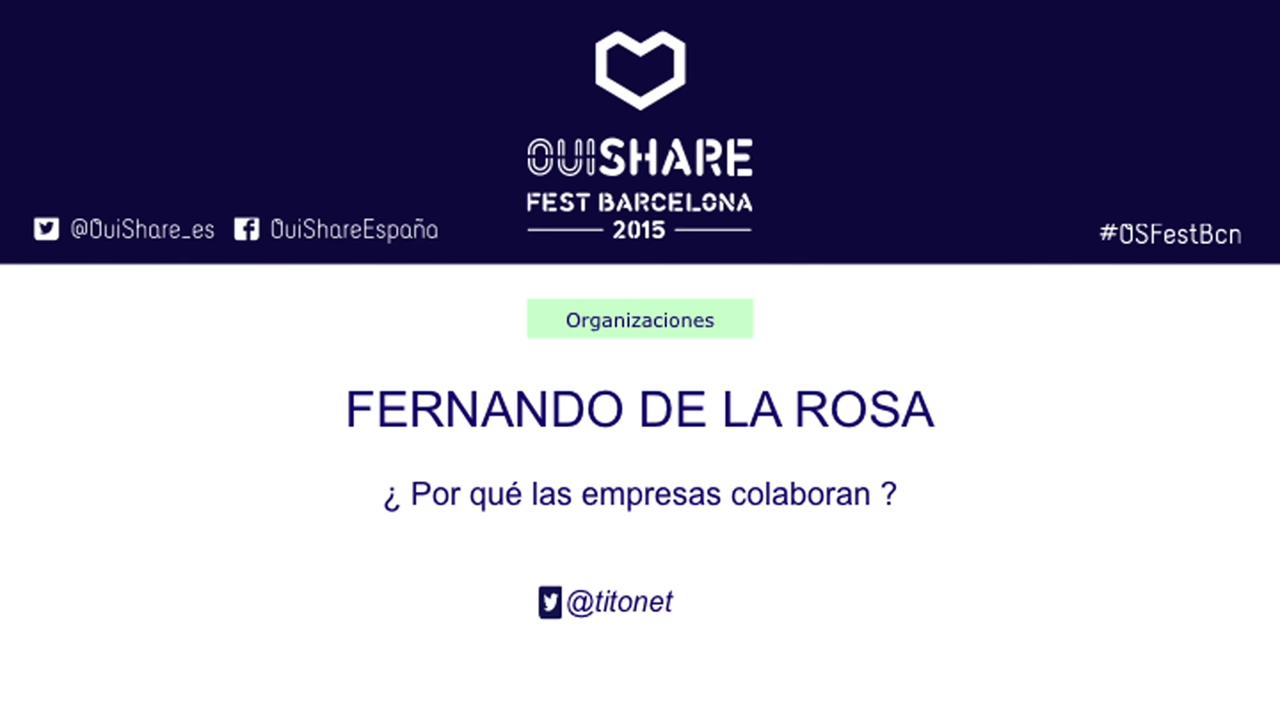 OUISHARE
FEST BARCELONA
2015
@OuiShare_es OuiShareEspaña
#OSFestBcn
Organizaciones
FERNANDO DE LA ROSA
¿ Por qué las empresas colaboran ?
@titonet